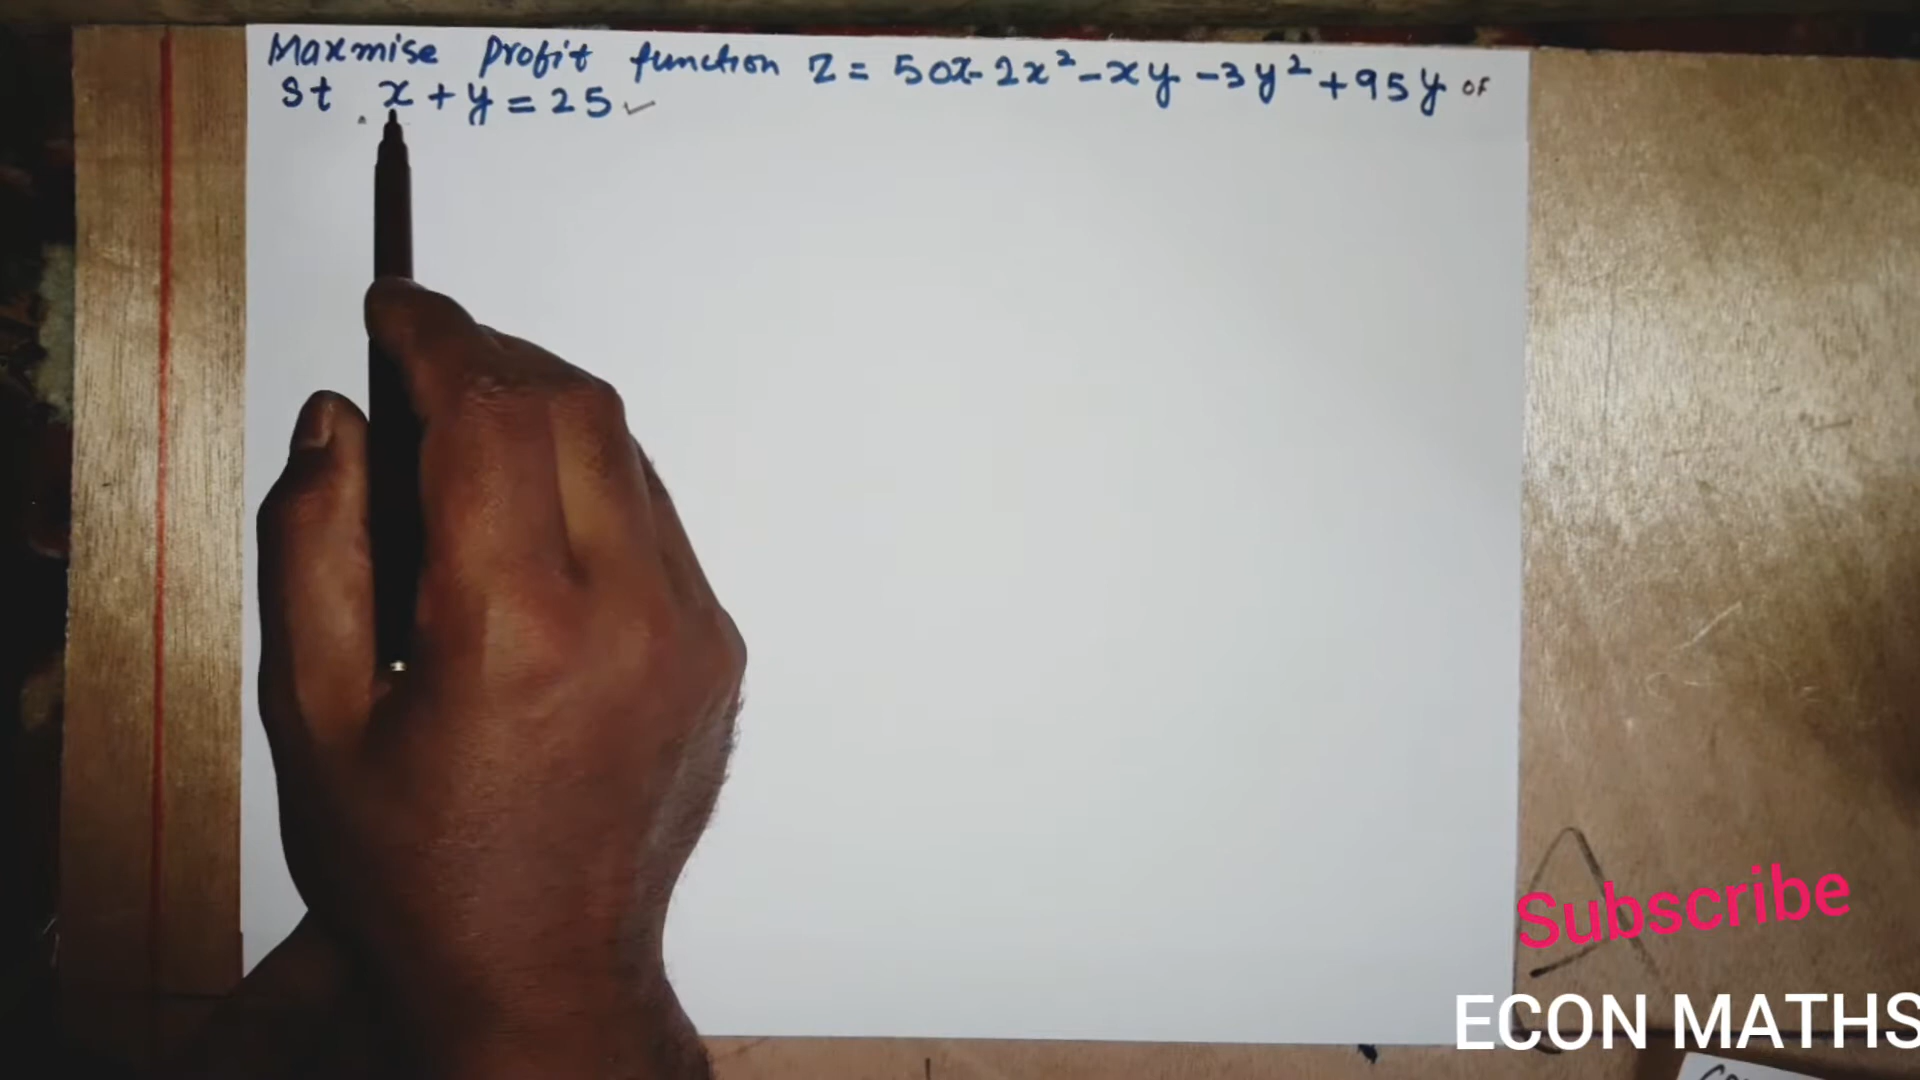 Maxmise Profit function Z = 50x - 2x² - xy - 3y² + 95y of
St x + y = 25 ✓
Subscribe
ECON MATHS